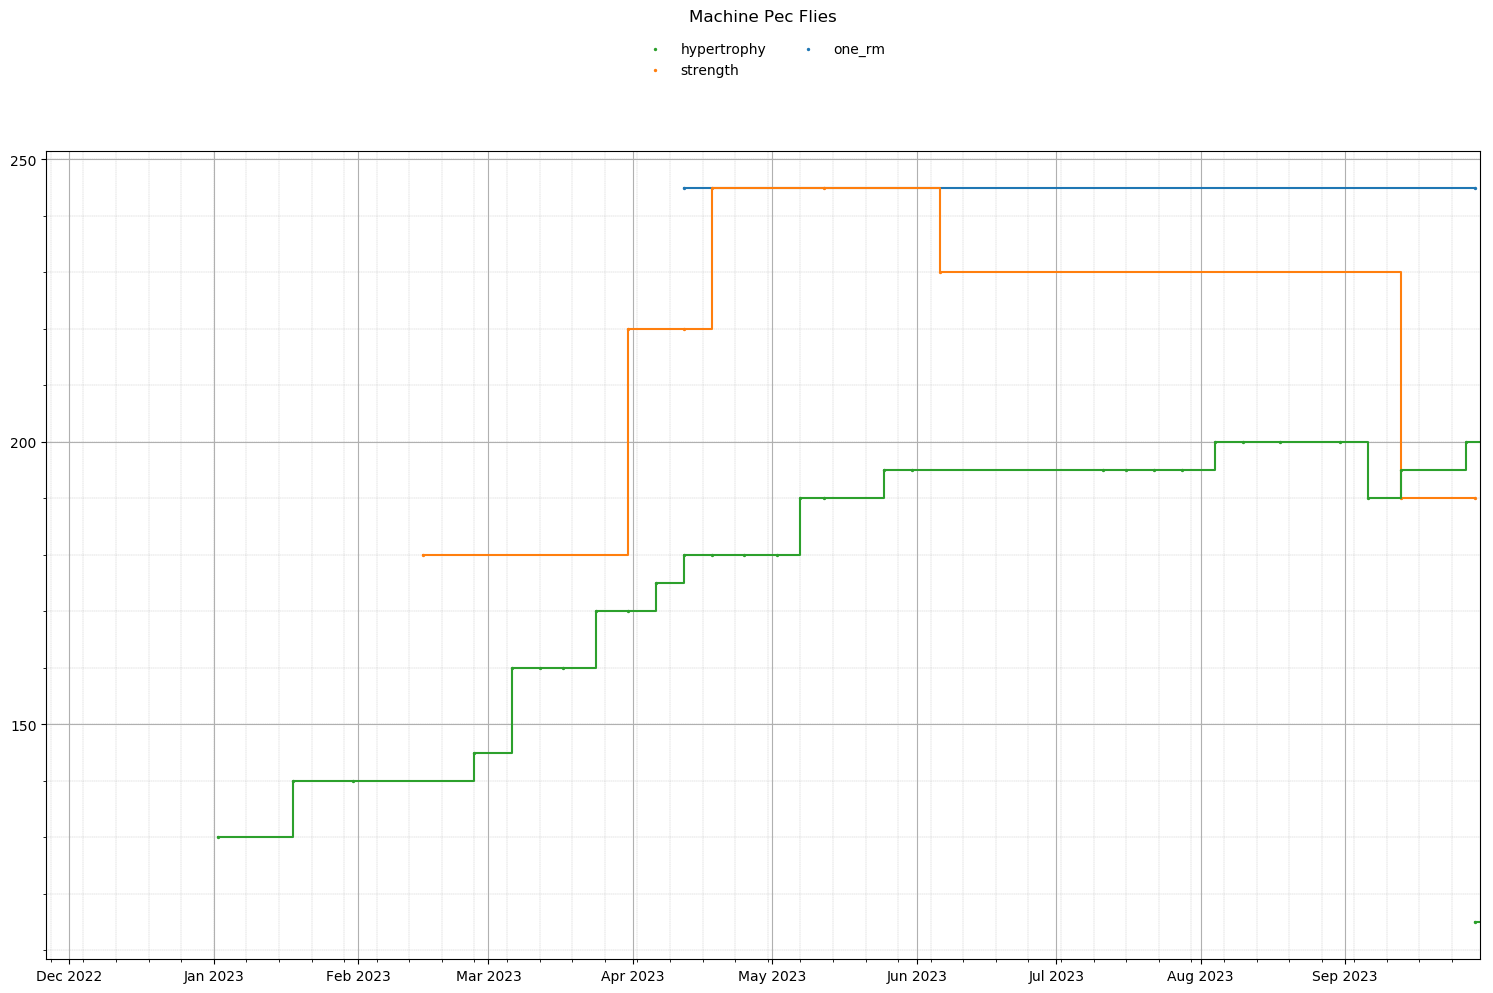 Machine Pec Flies
hypertrophy one_rm
strength
250
200
150
Dec 2022 Jan 2023 Feb 2023 Mar 2023 Apr 2023 May 2023 Jun 2023 Jul 2023 Aug 2023 Sep 2023